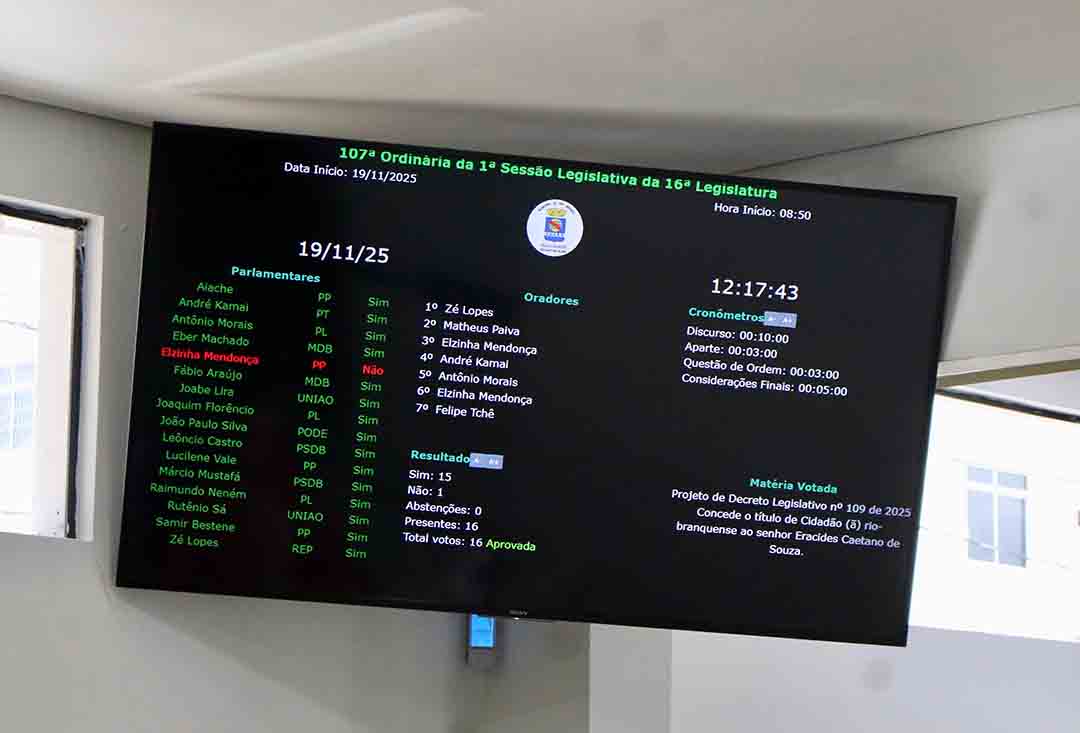 107ª Ordinária da 1ª Sessão Legislativa da 16ª Legislatura
Data Início: 19/11/2025
Hora Início: 08:50
19/11/25
12:17:43
Parlamentares
Aiache PP Sim
André Kamai PT Sim
Antônio Morais PL Sim
Eber Machado MDB Sim
Elzinha Mendonça PP Não
Fábio Araújo MDB Sim
Joabe Lira UNIAO Sim
Joaquim Florêncio PL Sim
João Paulo Silva PODE Sim
Leôncio Castro PSDB Sim
Lucilene Vale PP Sim
Márcio Mustafá PSDB Sim
Raimundo Neném PL Sim
Rutênio Sá UNIAO Sim
Samir Bestene PP Sim
Zé Lopes REP Sim
Oradores
1º Zé Lopes
2º Matheus Paiva
3º Elzinha Mendonça
4º André Kamai
5º Antônio Morais
6º Elzinha Mendonça
7º Felipe Tchê
Resultado A- A+
Sim: 15
Não: 1
Abstenções: 0
Presentes: 16
Total votos: 16 Aprovada
Cronômetros A- A+
Discurso: 00:10:00
Aparte: 00:03:00
Questão de Ordem: 00:03:00
Considerações Finais: 00:05:00
Matéria Votada
Projeto de Decreto Legislativo nº 109 de 2025
Concede o título de Cidadão (ã) rio-
branquense ao senhor Eracides Caetano de
Souza.
SONY